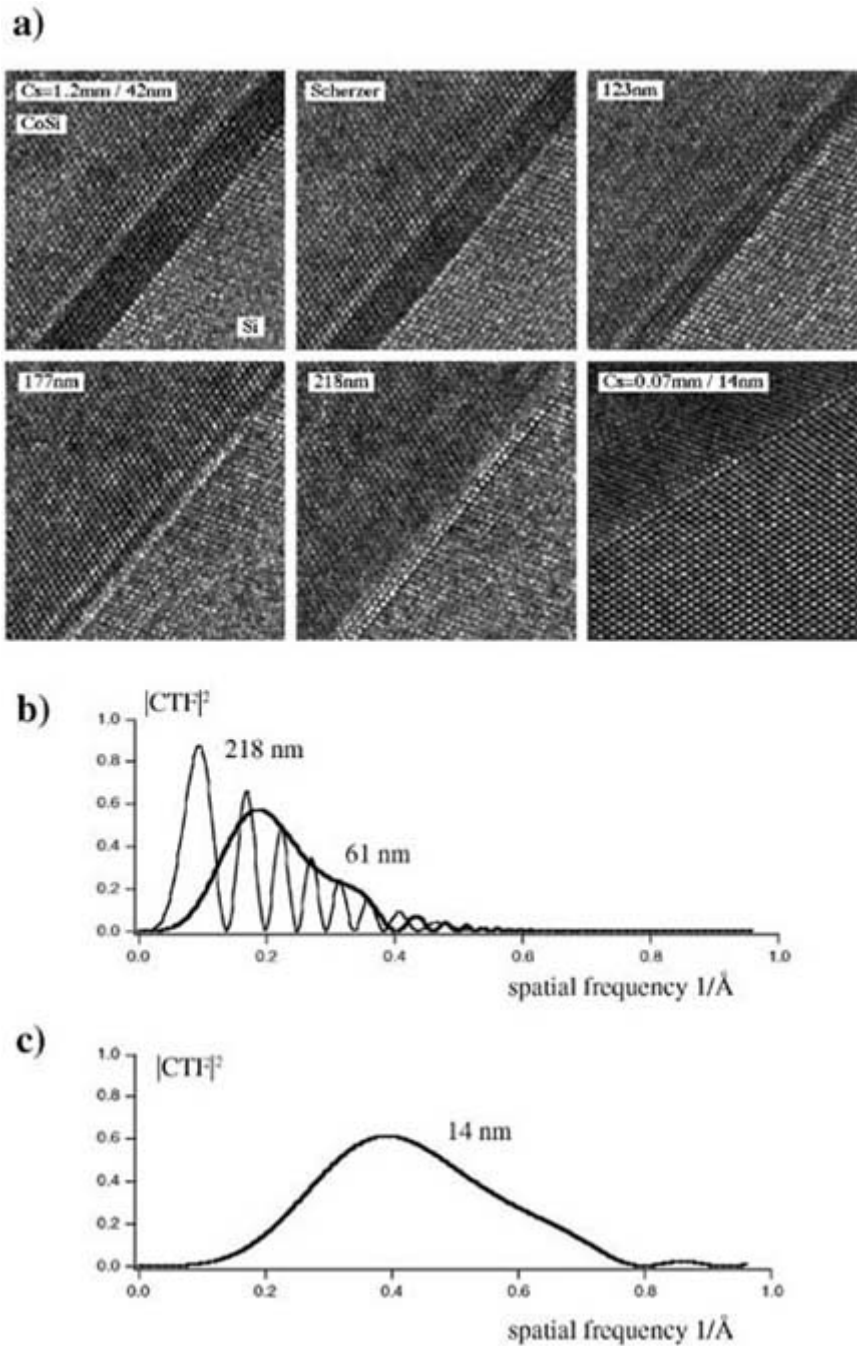 a)
Cs=1.2mm / 42nm
CoSi
Si
Scherzer
123nm
177nm
218nm
Cs=0.07mm / 14nm
b)
|CTF|²
1.0
0.8
0.6
0.4
0.2
0.0
218 nm
61 nm
0.0 0.2 0.4 0.6 0.8 1.0
spatial frequency 1/Å
c)
|CTF|²
1.0
0.8
0.6
0.4
0.2
0.0
14 nm
0.0 0.2 0.4 0.6 0.8 1.0
spatial frequency 1/Å